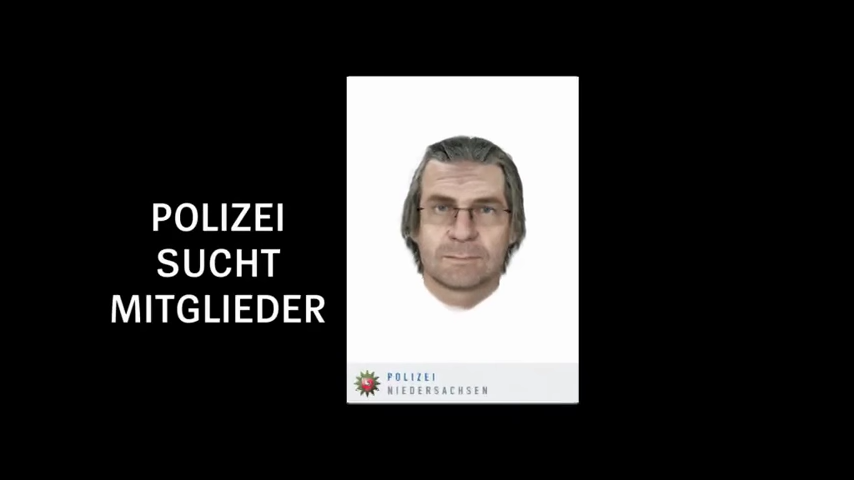 POLIZEI
SUCHT
MITGLIEDER
POLIZEI
NIEDERSACHSEN